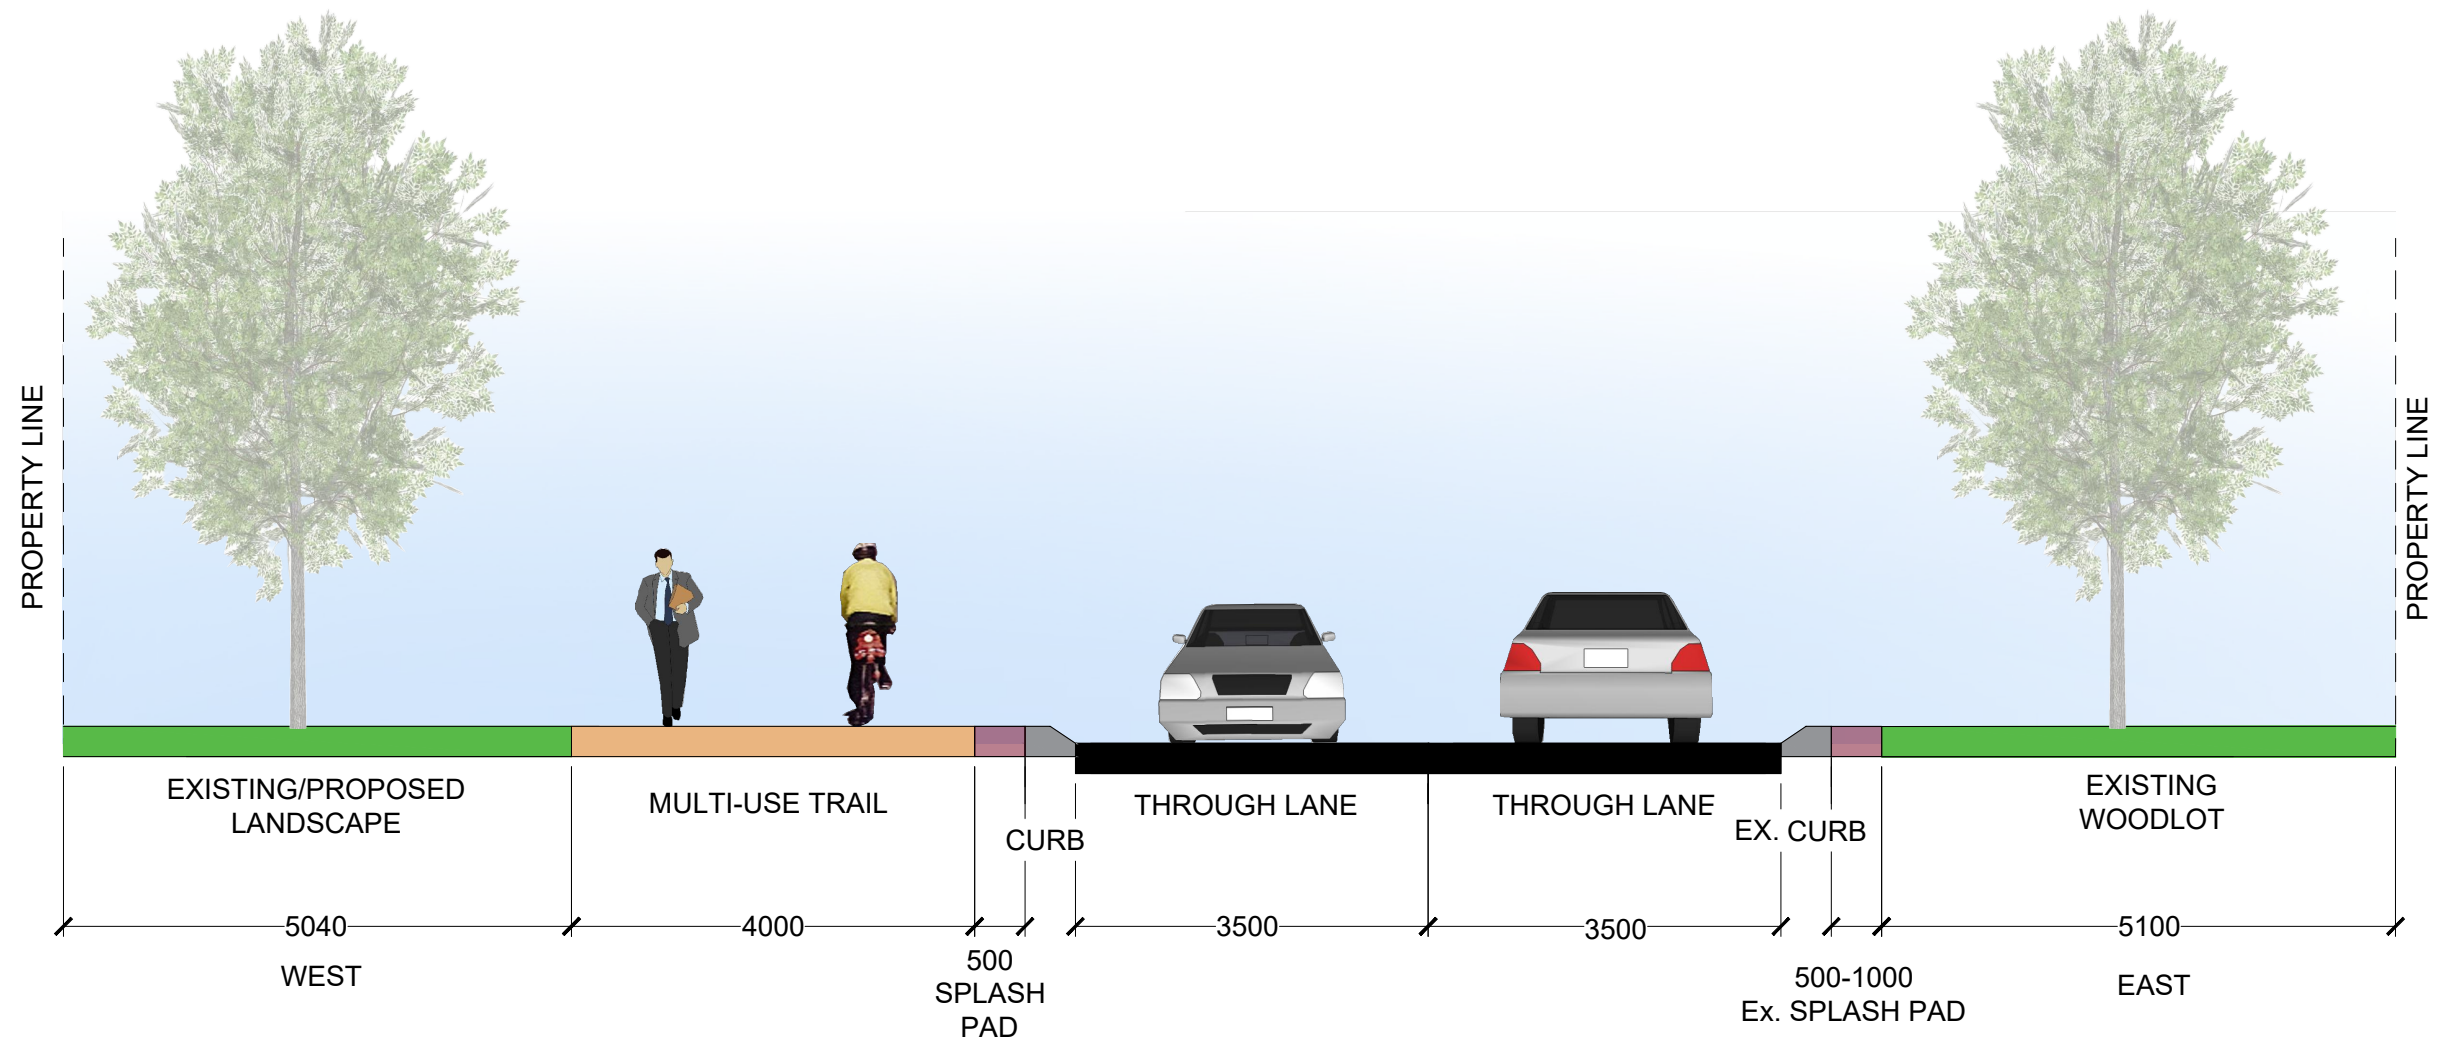 PROPERTY LINE
PROPERTY LINE
EXISTING/PROPOSED
LANDSCAPE
MULTI-USE TRAIL
CURB
THROUGH LANE
THROUGH LANE
EX. CURB
EXISTING
WOODLOT
5040
4000
3500
3500
5100
WEST
500
SPLASH
PAD
500-1000
Ex. SPLASH PAD
EAST